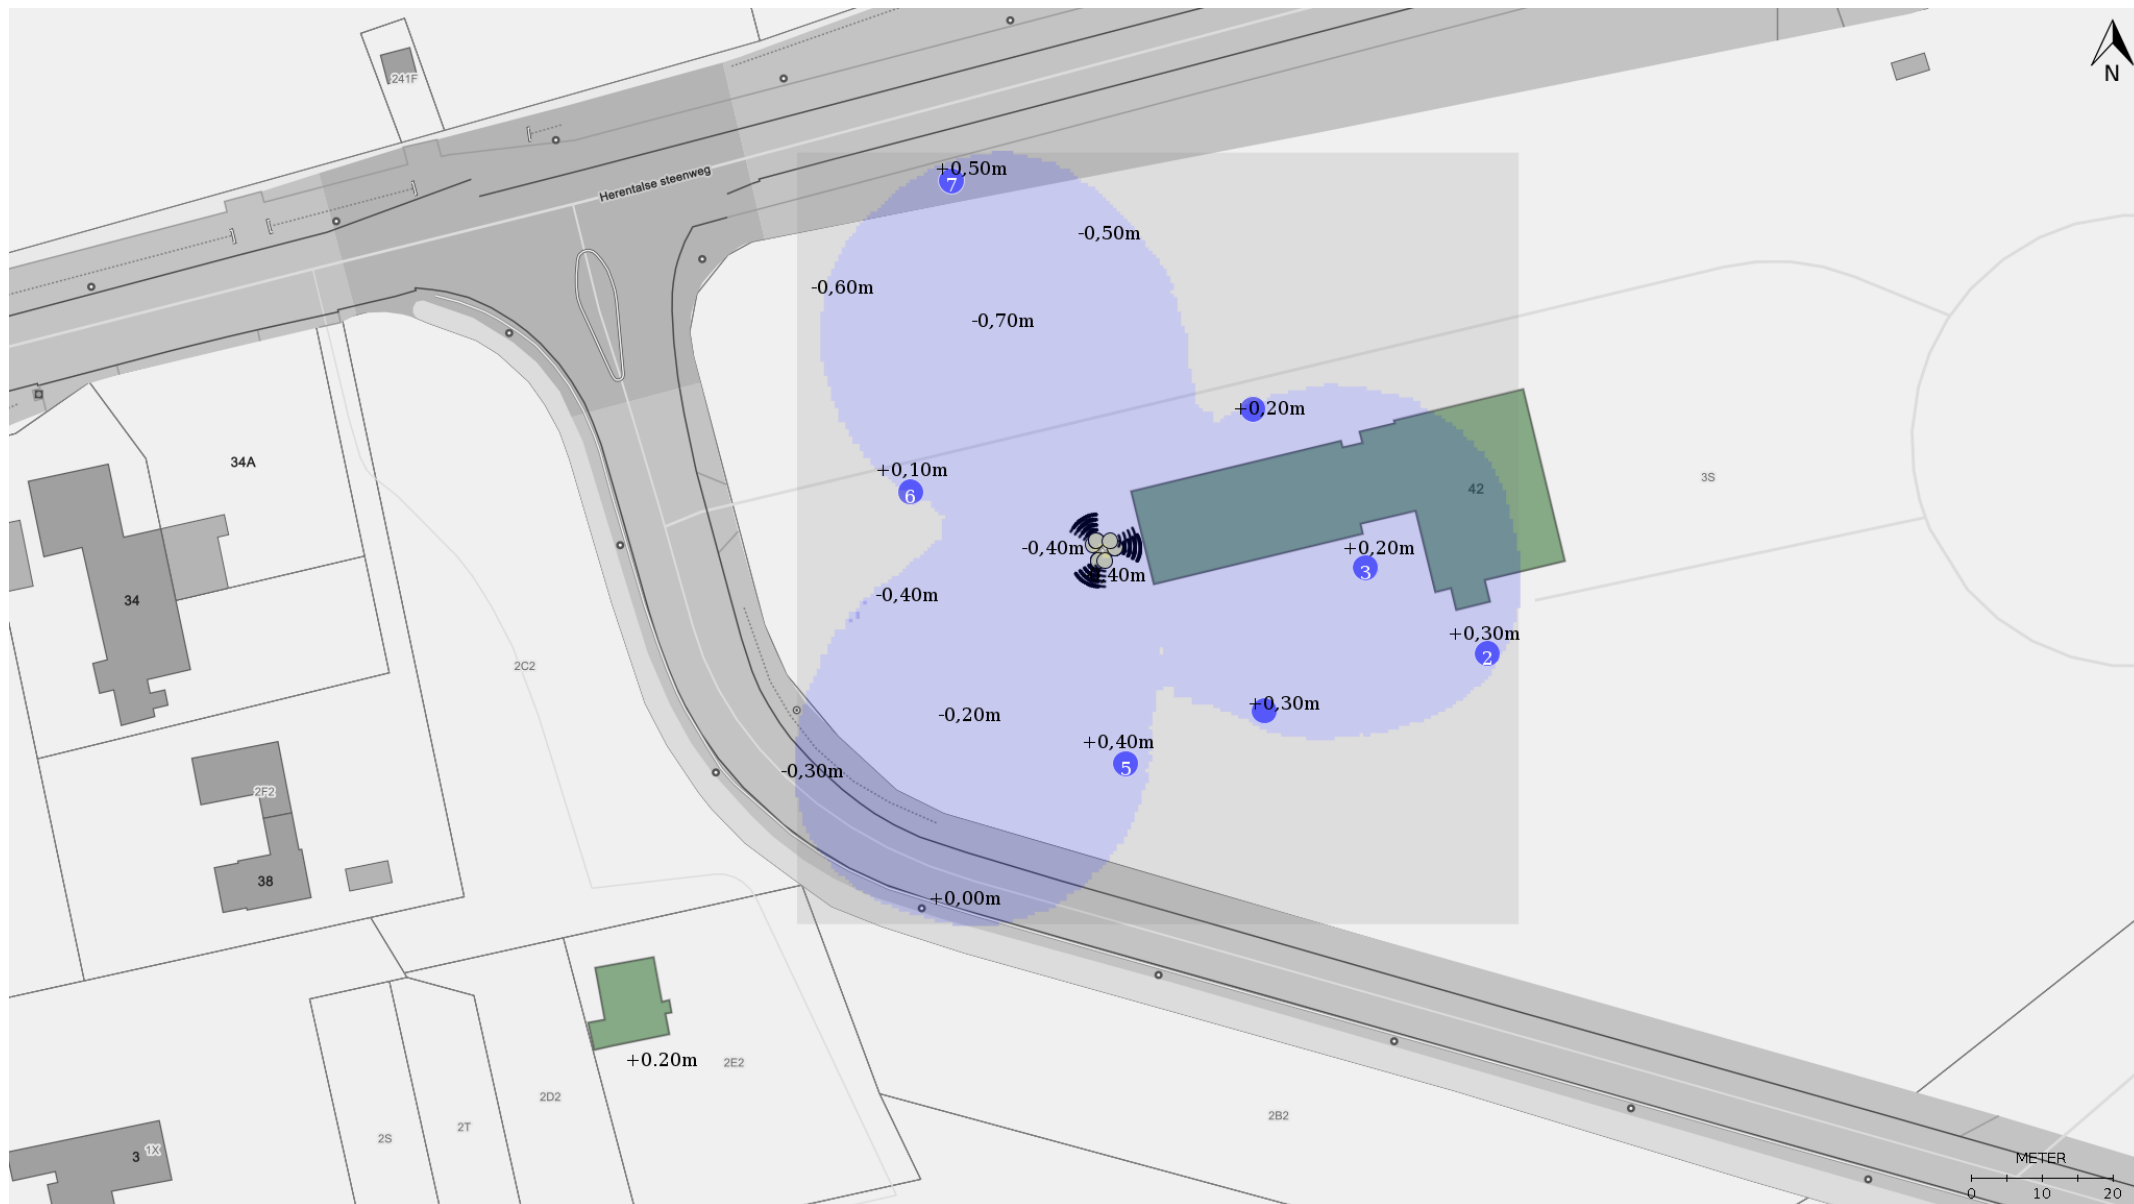 241F
N
Herentalse steenweg
+0,50m
7
-0,50m
-0,60m
-0,70m
+0,20m
34A
+0,10m
6
42
3S
-0,40m
40m
+0,20m
3
34
-0,40m
+0,30m
2
2C2
+0,30m
-0,20m
+0,40m
5
-0,30m
2F2
38
+0,00m
+0.20m
2E2
2D2
2B2
2T
2S
3
1X
METER
0 10 20